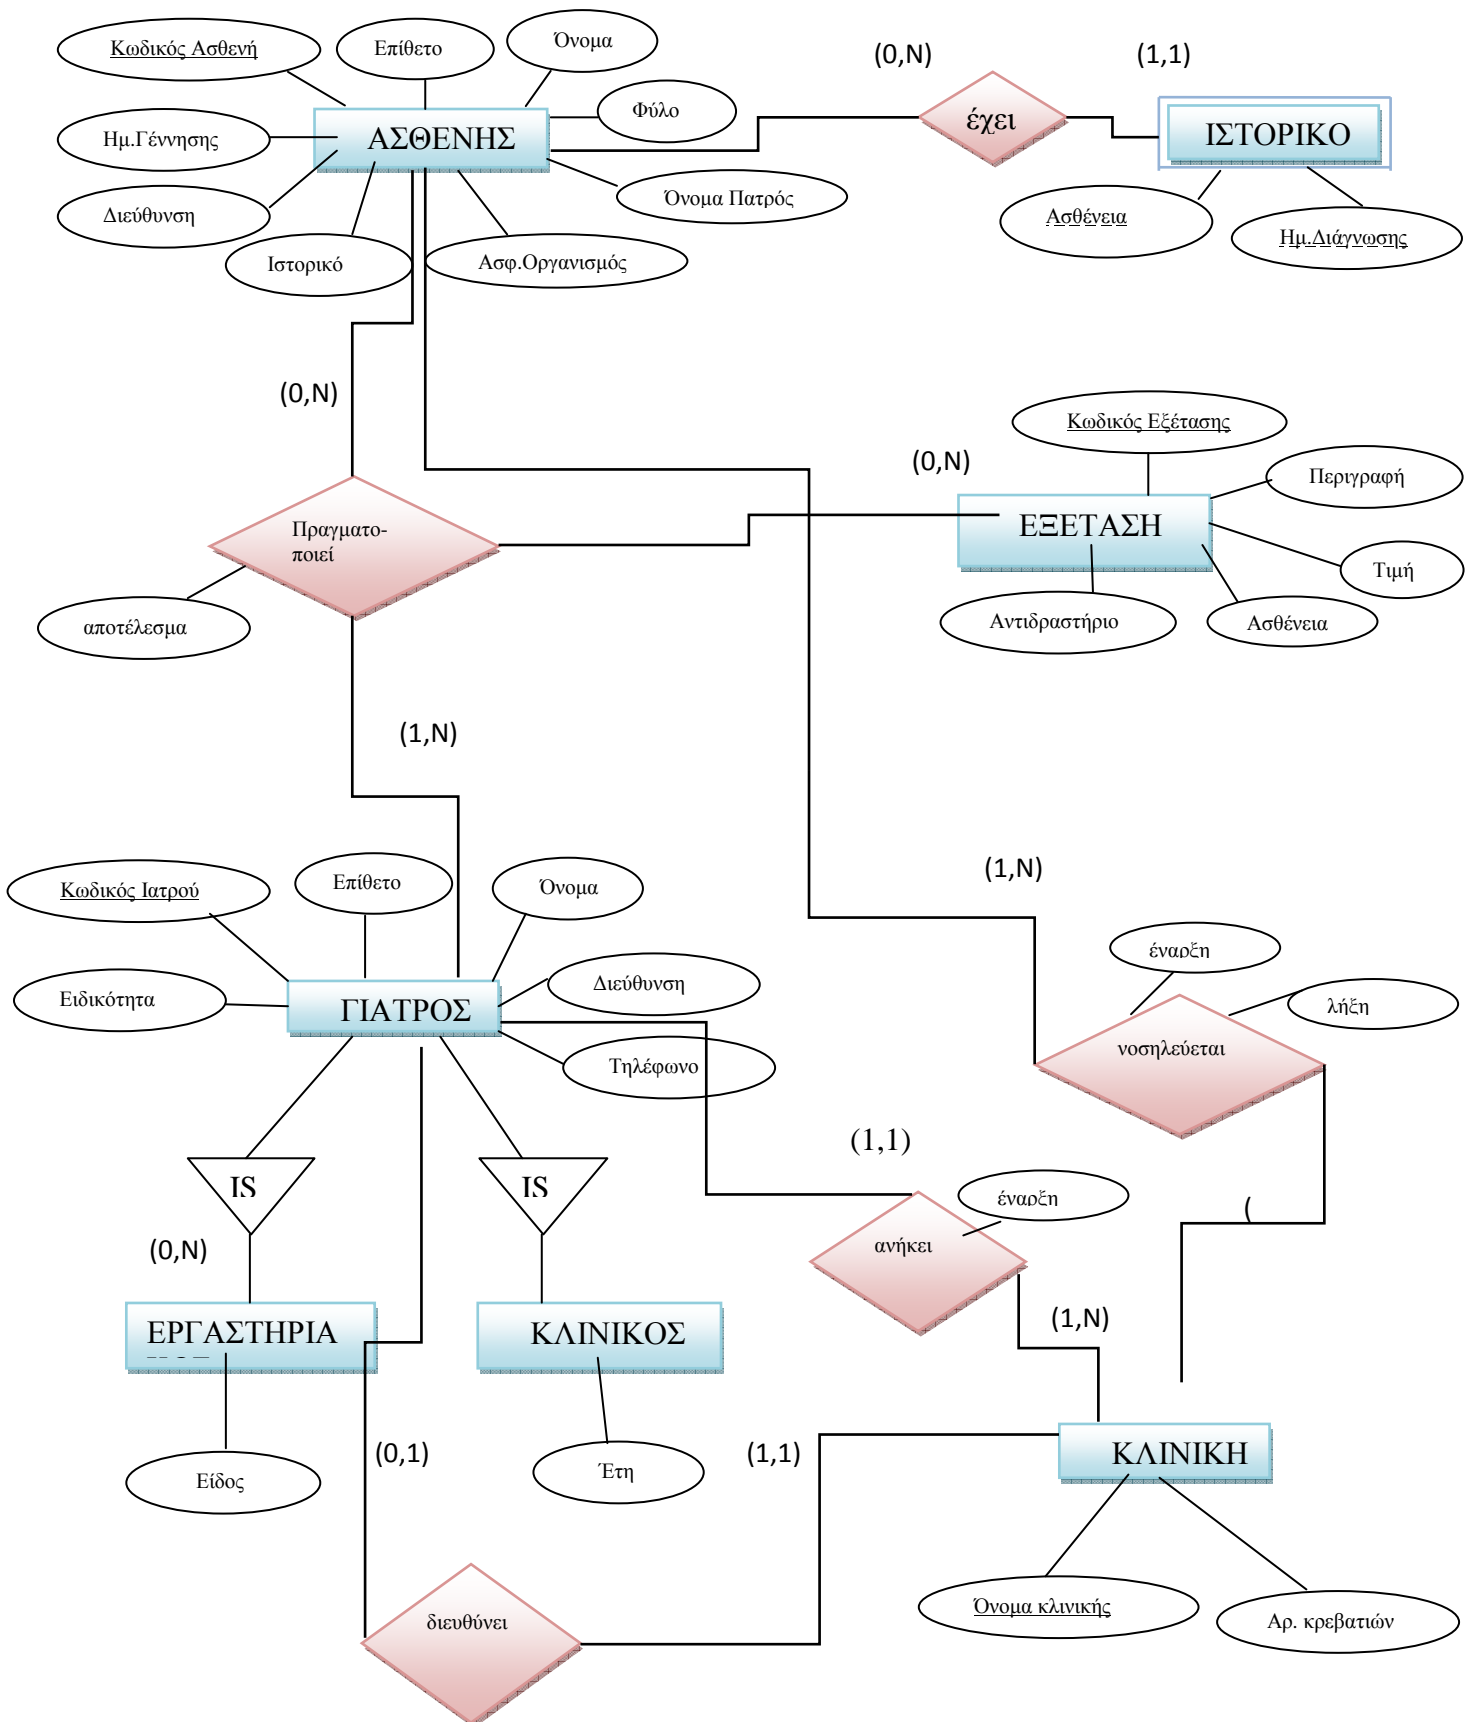 Κωδικός Ασθενή
Επίθετο
Όνομα
(0,N)
(1,1)
Φύλο
Ημ.Γέννησης
ΑΣΘΕΝΗΣ
έχει
ΙΣΤΟΡΙΚΟ
Διεύθυνση
Όνομα Πατρός
Ασθένεια
Ημ.Διάγνωσης
Ιστορικό
Ασφ.Οργανισμός
(0,N)
Κωδικός Εξέτασης
(0,N)
Περιγραφή
Πραγματο-
ποιεί
ΕΞΕΤΑΣΗ
Τιμή
αποτέλεσμα
Αντιδραστήριο
Ασθένεια
(1,N)
(1,N)
Κωδικός Ιατρού
Επίθετο
Όνομα
έναρξη
Ειδικότητα
ΓΙΑΤΡΟΣ
Διεύθυνση
λήξη
νοσηλεύεται
Τηλέφωνο
(1,1)
IS
IS
έναρξη
(
(0,N)
ανήκει
(1,N)
ΕΡΓΑΣΤΗΡΙΑ
ΚΛΙΝΙΚΟΣ
(0,1)
(1,1)
ΚΛΙΝΙΚΗ
Είδος
Έτη
Όνομα κλινικής
Αρ. κρεβατιών
διευθύνει